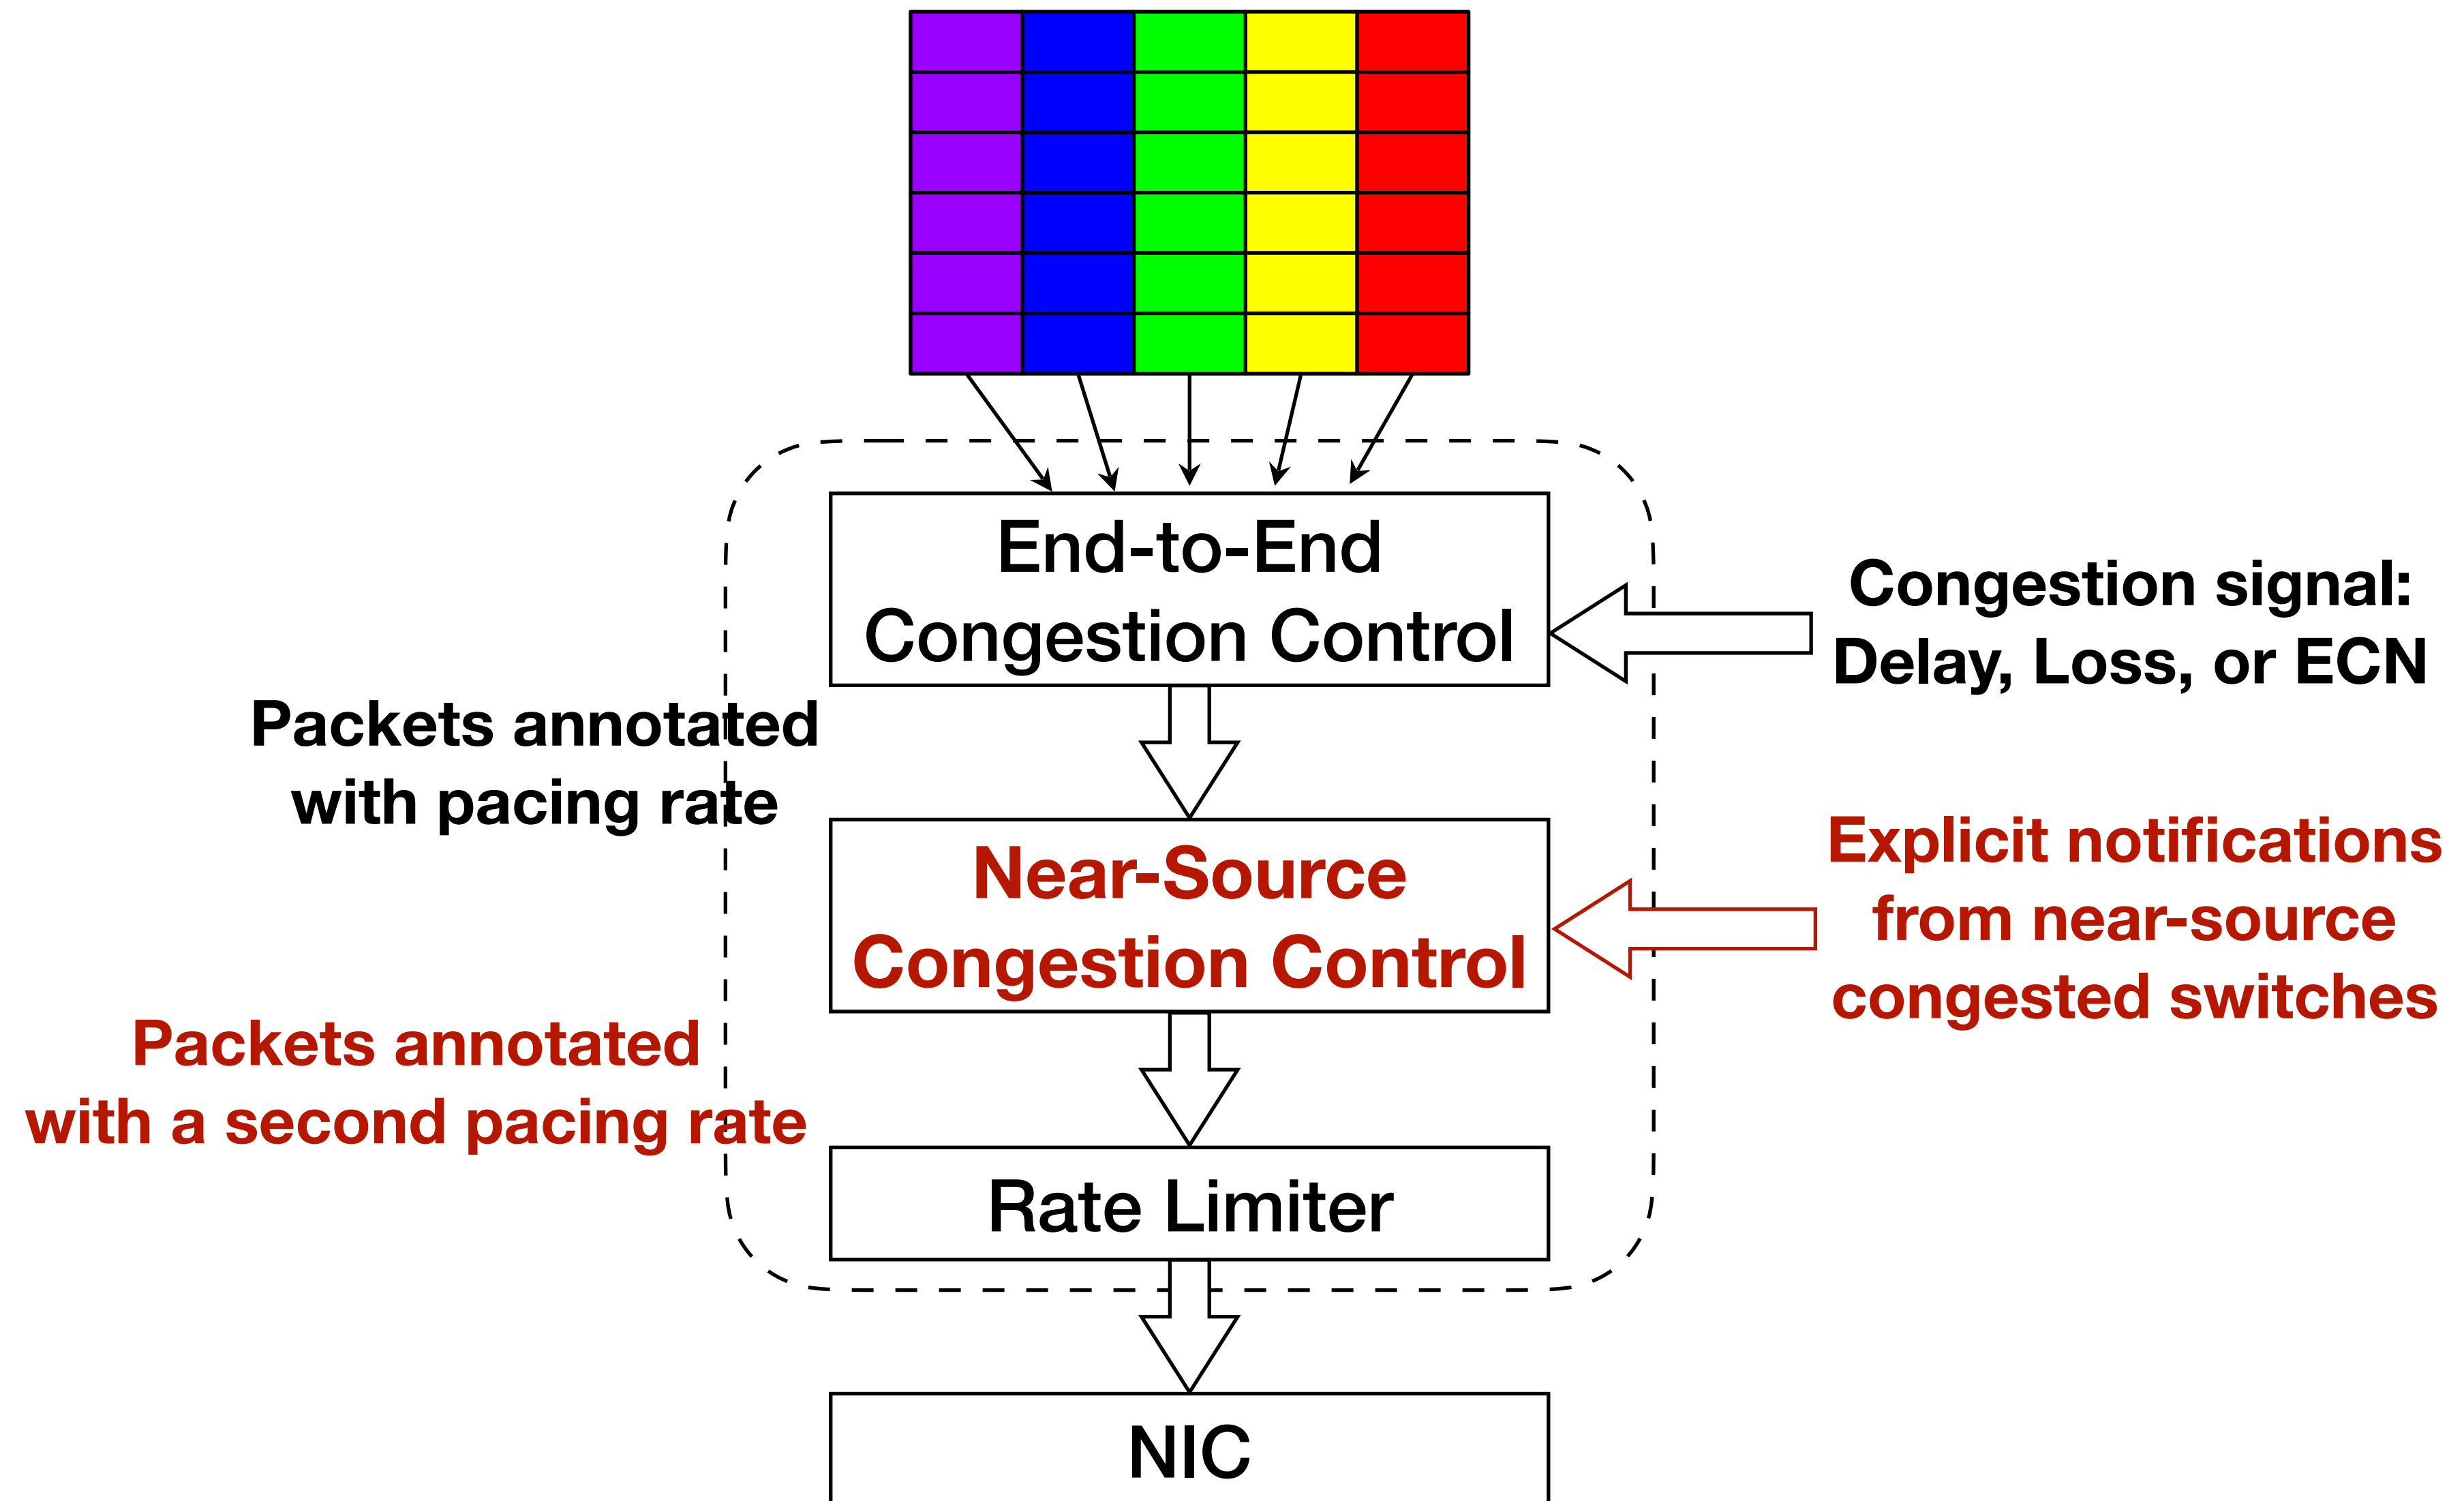 End-to-End
Congestion Control
Congestion signal:
Delay, Loss, or ECN
Packets annotated
with pacing rate
Near-Source
Congestion Control
Explicit notifications
from near-source
congested switches
Packets annotated
with a second pacing rate
Rate Limiter
NIC